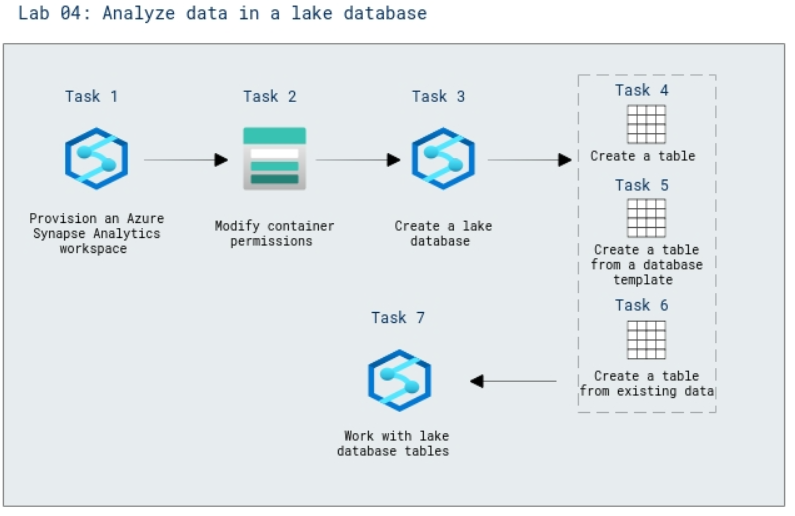 Lab 04: Analyze data in a lake database
Task 1
Provision an Azure
Synapse Analytics
workspace
Task 2
Modify container
permissions
Task 3
Create a lake
database
Task 4
Create a table
Task 5
Create a table
from a database
template
Task 6
Create a table
from existing data
Task 7
Work with lake
database tables